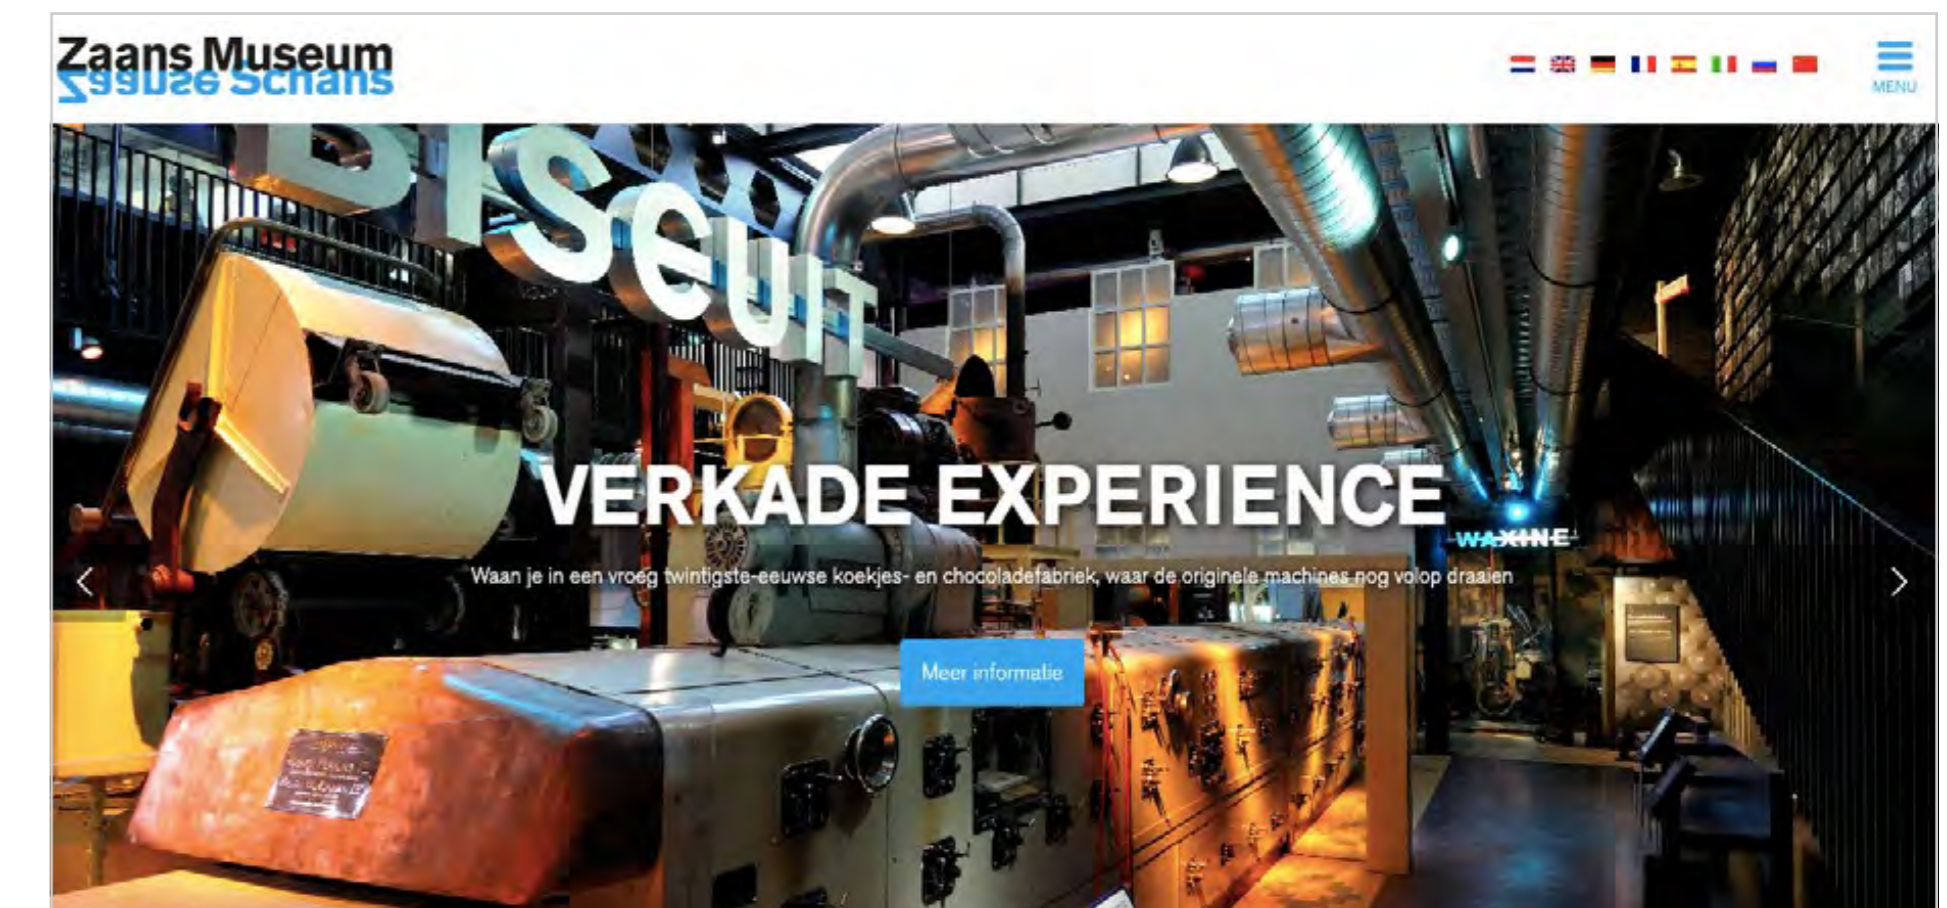 Zaans Museum
Zaanse Schans
MENU
BISCUIT
VERKADE EXPERIENCE
WAXINE
Waan je in een vroeg twintigste-eeuwse koekjes- en chocoladefabriek, waar de originele machines nog volop draaien
Meer informatie